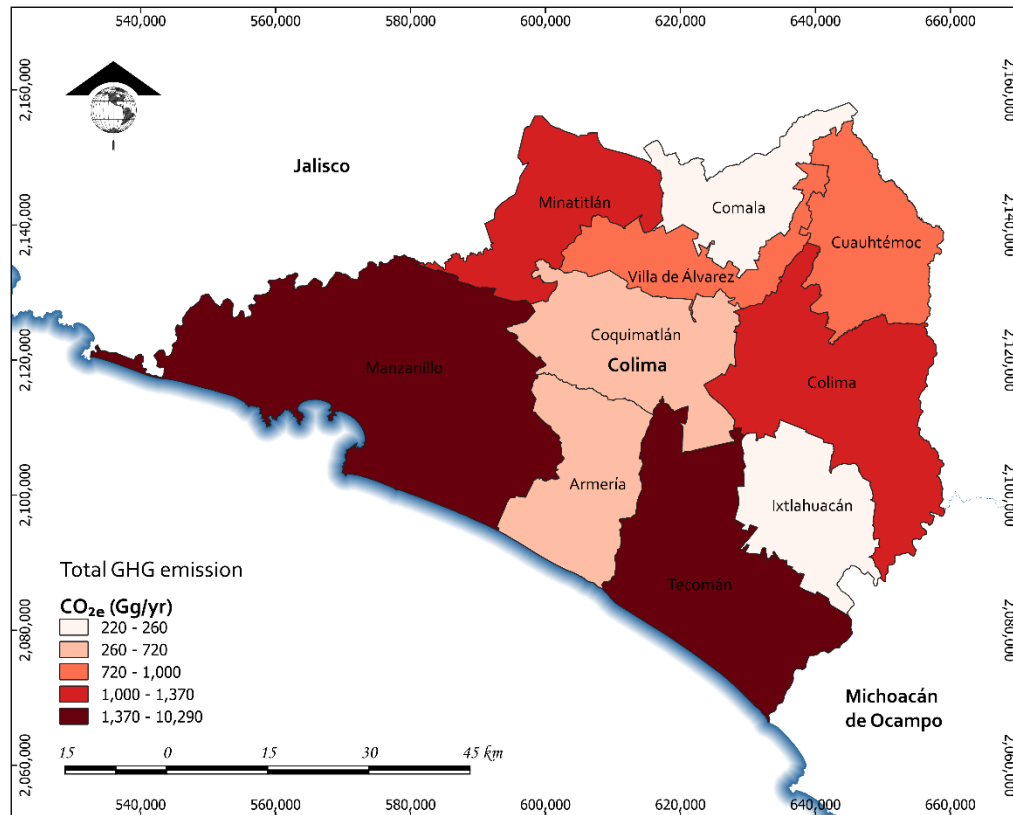 540,000 560,000 580,000 600,000 620,000 640,000 660,000
2,160,000
2,160,000
Jalisco
Minatitlán
Comala
2,140,000
2,140,000
Cuauhtémoc
Villa de Álvarez
Coquimatlán
Colima
2,120,000
2,120,000
Manzanillo
Colima
Armería
Ixtlahuacán
2,100,000
2,100,000
Total GHG emission
Tecomán
CO₂e (Gg/yr)
220 - 260
260 - 720
720 - 1,000
1,000 - 1,370
1,370 - 10,290
2,080,000
2,080,000
Michoacán
de Ocampo
15 0 15 30 45 km
2,060,000
2,060,000
540,000 560,000 580,000 600,000 620,000 640,000 660,000